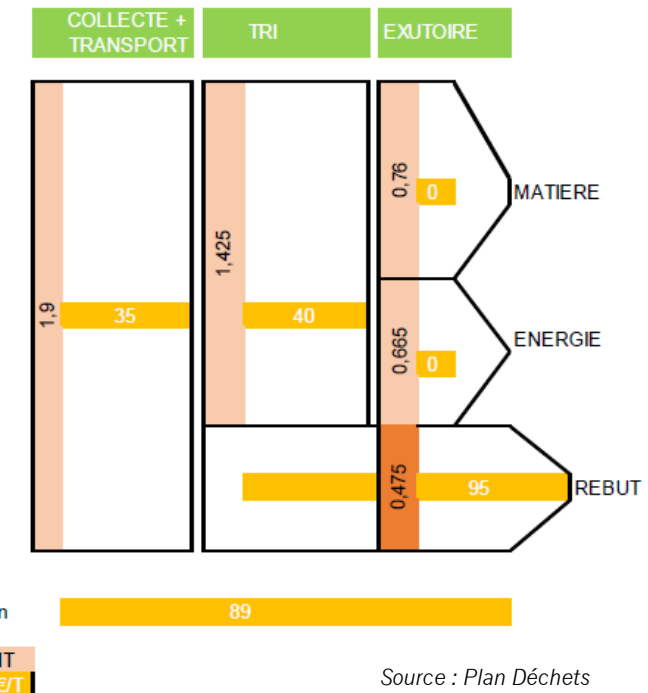 COLLECTE +
TRANSPORT
TRI
EXUTOIRE
0,76
0
MATIERE
1,425
1,9
35
40
ENERGIE
0,665
0
0,475
95
REBUT
89
€/T
Source : Plan Déchets